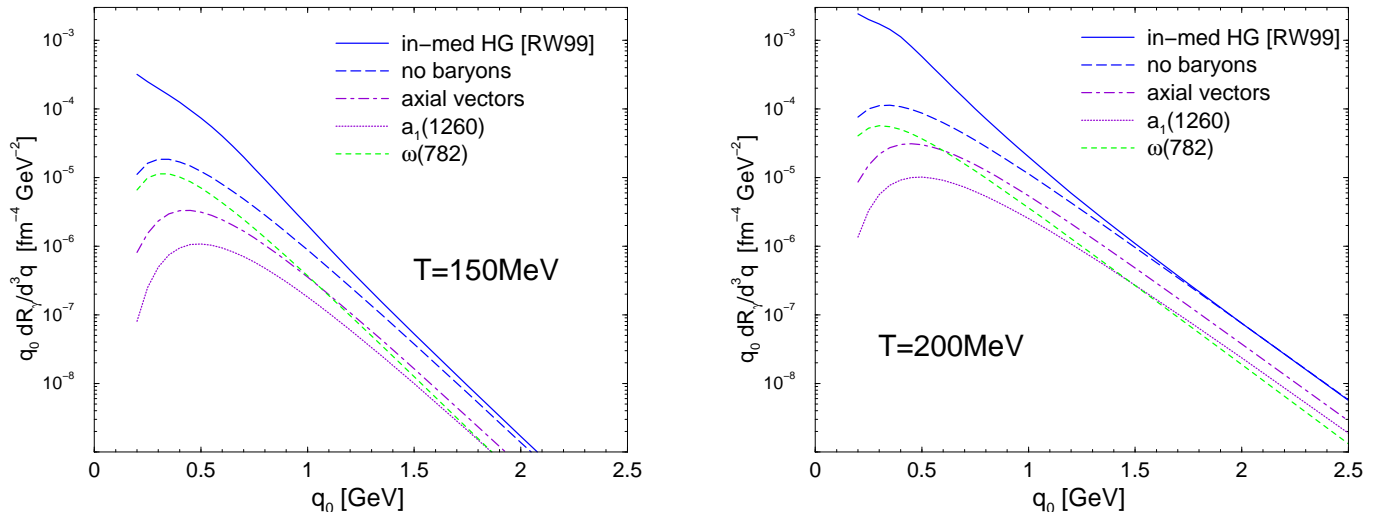 10⁻³
10⁻⁴
10⁻⁵
10⁻⁶
10⁻⁷
10⁻⁸
q₀ dRᵧ/d³q [fm⁻⁴ GeV⁻²]
in−med HG [RW99]
no baryons
axial vectors
a₁(1260)
ω(782)
T=150MeV
0 0.5 1 1.5 2 2.5
q₀ [GeV]
10⁻³
10⁻⁴
10⁻⁵
10⁻⁶
10⁻⁷
10⁻⁸
q₀ dRᵧ/d³q [fm⁻⁴ GeV⁻²]
in−med HG [RW99]
no baryons
axial vectors
a₁(1260)
ω(782)
T=200MeV
0 0.5 1 1.5 2 2.5
q₀ [GeV]